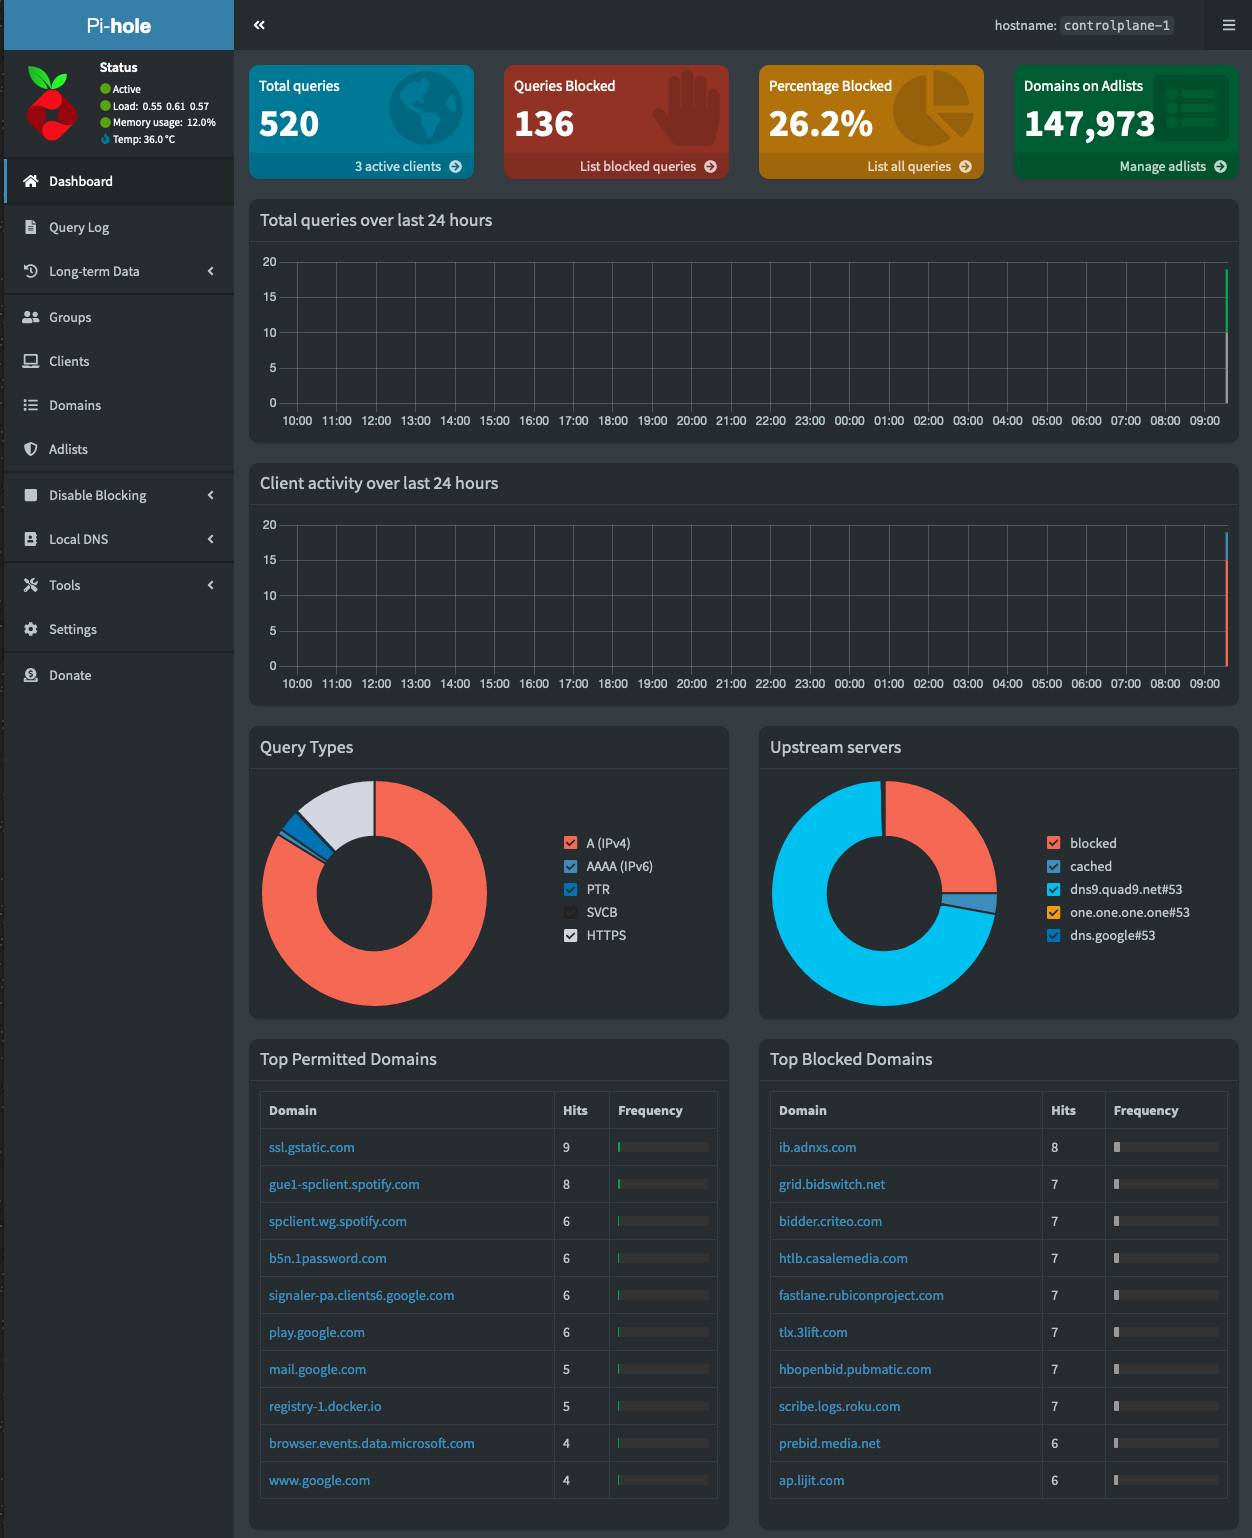 Pi-hole
hostname: controlplane-1
Status
Active
Load: 0.55 0.61 0.57
Memory usage: 12.0%
Temp: 36.0 °C
Dashboard
Query Log
Long-term Data
Groups
Clients
Domains
Adlists
Disable Blocking
Local DNS
Tools
Settings
Donate
Total queries
520
3 active clients
Queries Blocked
136
List blocked queries
Percentage Blocked
26.2%
List all queries
Domains on Adlists
147,973
Manage adlists
Total queries over last 24 hours
20
15
10
5
0
10:00 11:00 12:00 13:00 14:00 15:00 16:00 17:00 18:00 19:00 20:00 21:00 22:00 23:00 00:00 01:00 02:00 03:00 04:00 05:00 06:00 07:00 08:00 09:00
Client activity over last 24 hours
20
15
10
5
0
10:00 11:00 12:00 13:00 14:00 15:00 16:00 17:00 18:00 19:00 20:00 21:00 22:00 23:00 00:00 01:00 02:00 03:00 04:00 05:00 06:00 07:00 08:00 09:00
Query Types
A (IPv4)
AAAA (IPv6)
PTR
SVCB
HTTPS
Upstream servers
blocked
cached
dns9.quad9.net#53
one.one.one.one#53
dns.google#53
Top Permitted Domains
Domain Hits Frequency
ssl.gstatic.com 9
gue1-spclient.spotify.com 8
spclient.wg.spotify.com 6
b5n.1password.com 6
signaler-pa.clients6.google.com 6
play.google.com 6
mail.google.com 5
registry-1.docker.io 5
browser.events.data.microsoft.com 4
www.google.com 4
Top Blocked Domains
Domain Hits Frequency
ib.adnxs.com 8
grid.bidswitch.net 7
bidder.criteo.com 7
htlb.casalemedia.com 7
fastlane.rubiconproject.com 7
tlx.3lift.com 7
hbopenbid.pubmatic.com 7
scribe.logs.roku.com 7
prebid.media.net 6
ap.lijit.com 6